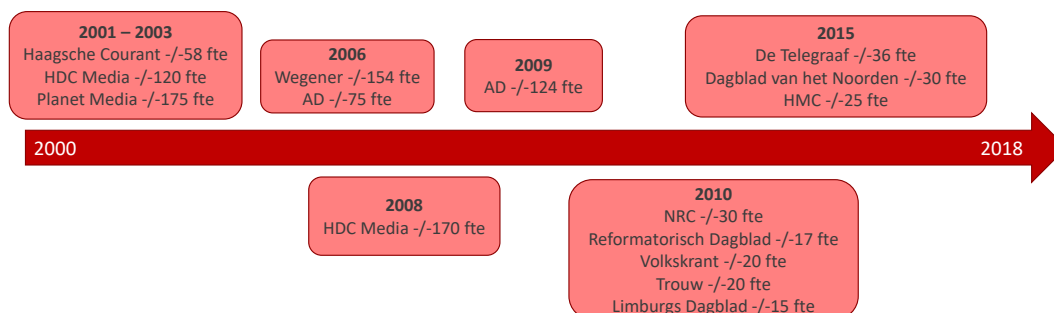 2001 – 2003
Haagsche Courant -/-58 fte
HDC Media -/-120 fte
Planet Media -/-175 fte
2006
Wegener -/-154 fte
AD -/-75 fte
2009
AD -/-124 fte
2015
De Telegraaf -/-36 fte
Dagblad van het Noorden -/-30 fte
HMC -/-25 fte
2000
2018
2008
HDC Media -/-170 fte
2010
NRC -/-30 fte
Reformatorisch Dagblad -/-17 fte
Volkskrant -/-20 fte
Trouw -/-20 fte
Limburgs Dagblad -/-15 fte